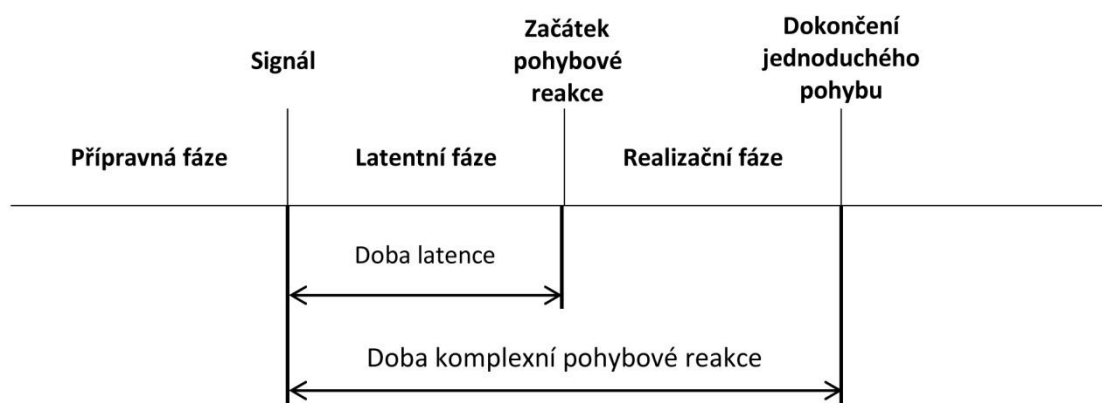 Signál
Začátek
pohybové
reakce
Dokončení
jednoduchého
pohybu
Přípravná fáze
Latentní fáze
Realizační fáze
Doba latence
Doba komplexní pohybové reakce